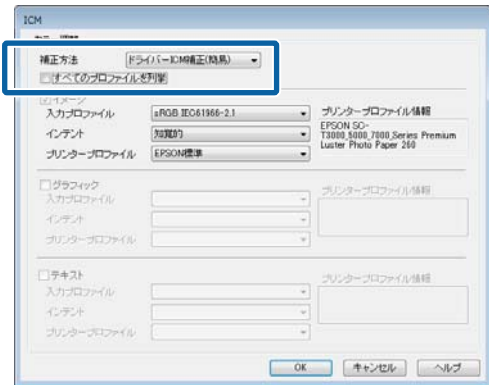 ICM
補正方法 ドライバーICM補正(簡易)
すべてのプロファイルを列挙
イメージ
入力プロファイル sRGB IEC61966-2.1 プリンタープロファイル情報
インテント 知覚的 EPSON SC-
T3000,5000,7000,Series Premium
プリンタープロファイル EPSON標準 Luster Photo Paper 260
グラフィック プリンタープロファイル情報
入力プロファイル
インテント
プリンタープロファイル
テキスト プリンタープロファイル情報
入力プロファイル
インテント
プリンタープロファイル
OK キャンセル ヘルプ